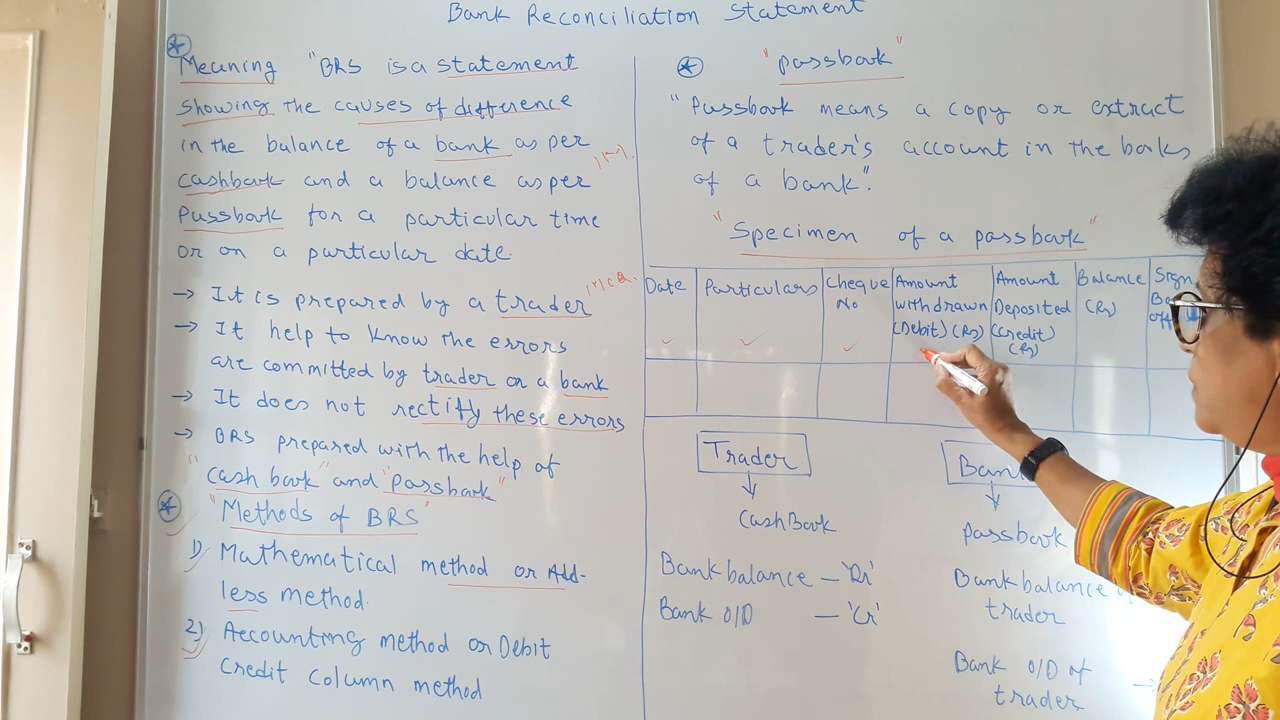 Bank Reconciliation Statement
Meaning "BRS is a statement
showing the causes of difference
in the balance of a bank as per
cashbook and a balance as per
Passbook for a particular time
or on a particular date.
→ It is prepared by a trader
→ It help to know the errors
are committed by trader or a bank
→ It does not rectify these errors
→ BRS prepared with the help of
"cash book" and "passbook"
"Methods of BRS"
1) Mathematical method or Add-
less method.
2) Accounting method or Debit
Credit column method
"passbook"
"Passbook means a copy or extract
of a trader's account in the books
of a bank".
"Specimen of a passbook"
Date Particulars Cheque No Amount withdrawn (Debit) (Rs) Amount Deposited (Credit) (Rs) Balance (Rs) Sign
Trader
↓
CashBook
Bank balance — 'Dr'
Bank O/D — 'Cr'
Bank
↓
Passbook
Bank balance
trader
Bank O/D of
trader